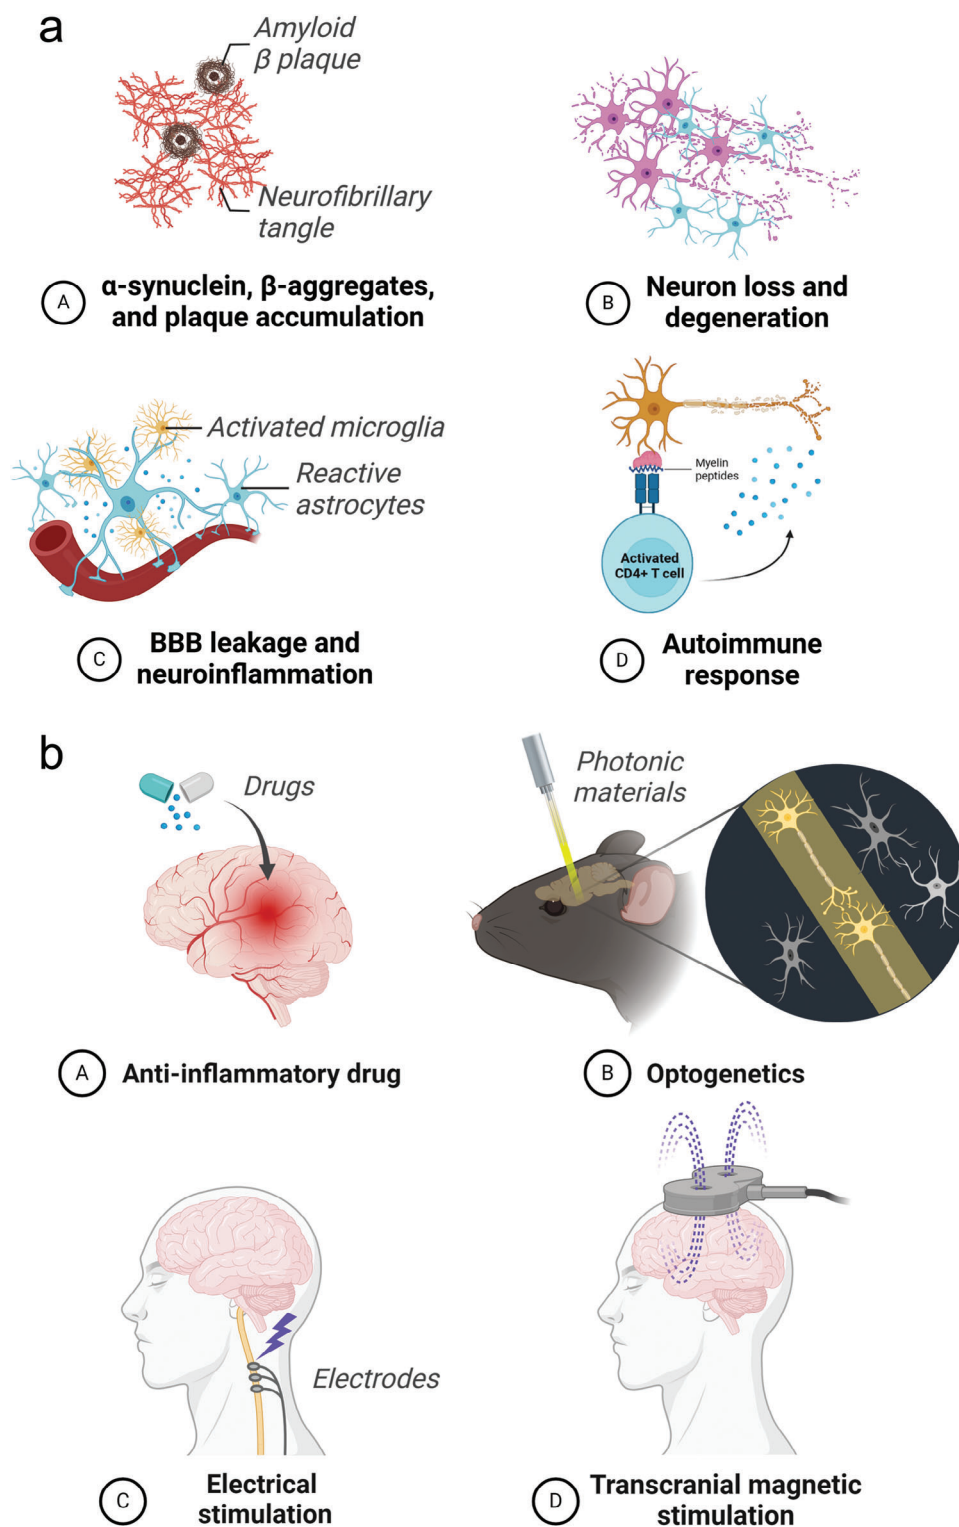 a
Amyloid
β plaque
Neurofibrillary
tangle
A
α-synuclein, β-aggregates,
and plaque accumulation
B
Neuron loss and
degeneration
Activated microglia
Reactive
astrocytes
C
BBB leakage and
neuroinflammation
Myelin
peptides
Activated
CD4+ T cell
D
Autoimmune
response
b
Drugs
A
Anti-inflammatory drug
Photonic
materials
B
Optogenetics
Electrodes
C
Electrical
stimulation
D
Transcranial magnetic
stimulation